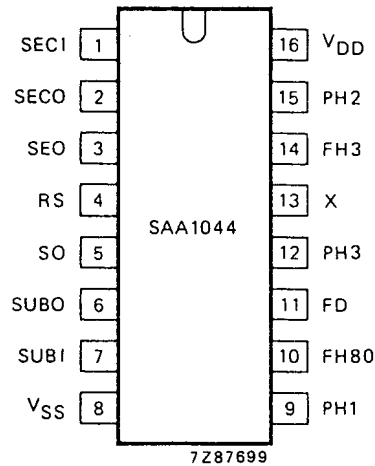 SECI 1 16 VDD
SECO 2 15 PH2
SEO 3 14 FH3
RS 4 13 X
SAA1044
SO 5 12 PH3
SUBO 6 11 FD
SUBI 7 10 FH80
VSS 8 9 PH1
7Z87699